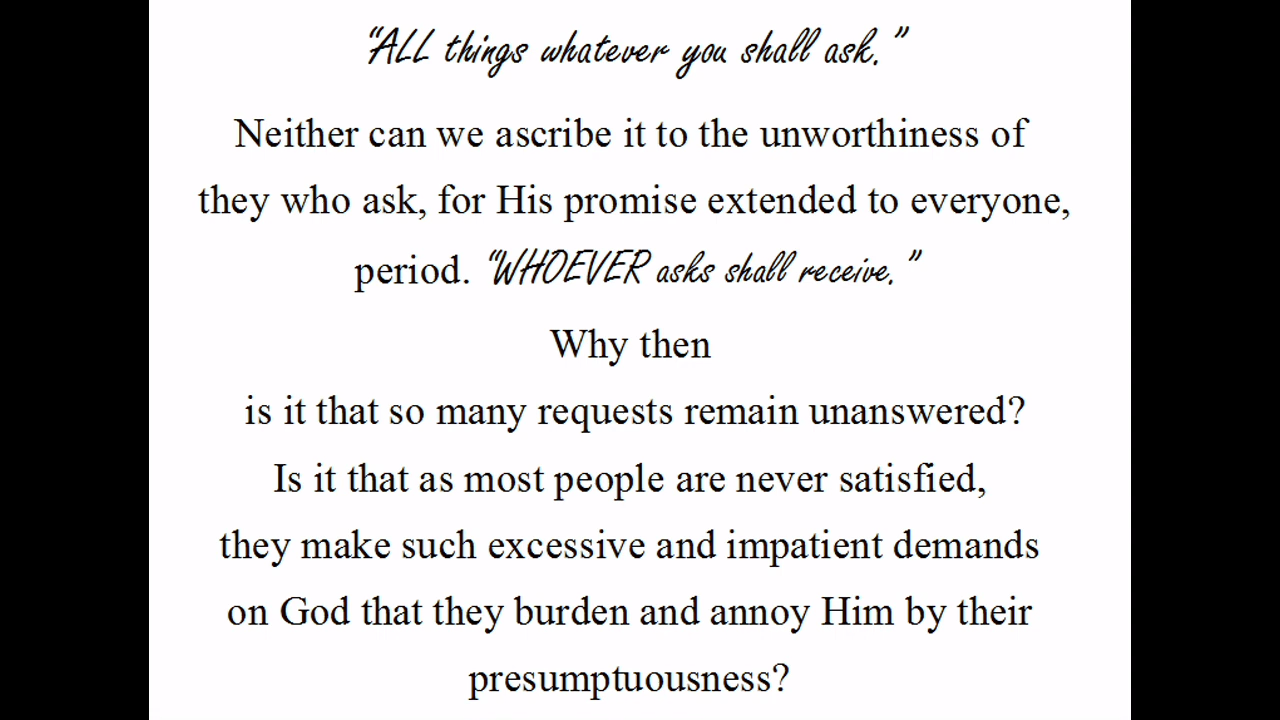 “ALL things whatever you shall ask.”
Neither can we ascribe it to the unworthiness of
they who ask, for His promise extended to everyone,
period. “WHOEVER asks shall receive.”
Why then
is it that so many requests remain unanswered?
Is it that as most people are never satisfied,
they make such excessive and impatient demands
on God that they burden and annoy Him by their
presumptuousness?